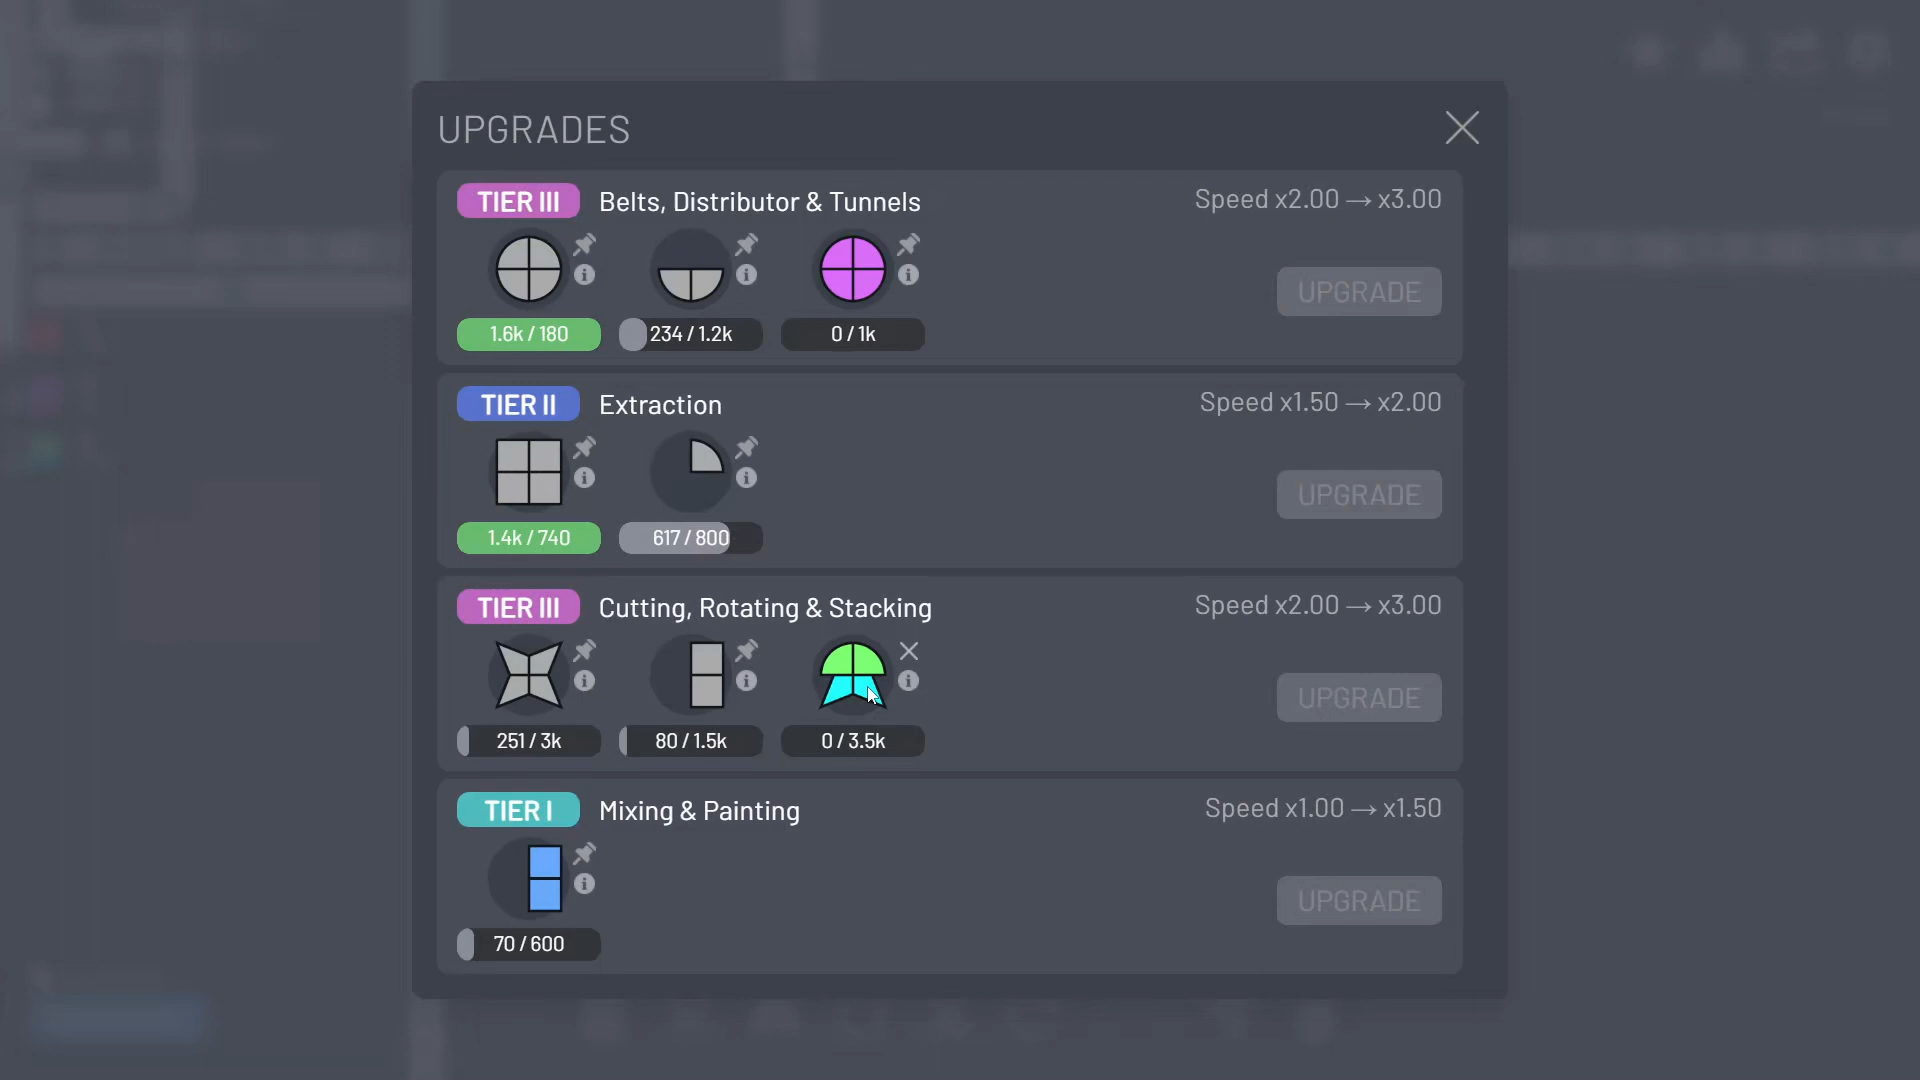 UPGRADES
TIER III Belts, Distributor & Tunnels Speed x2.00 → x3.00
UPGRADE
1.6k / 180 234 / 1.2k 0 / 1k
TIER II Extraction Speed x1.50 → x2.00
UPGRADE
1.4k / 740 617 / 800
TIER III Cutting, Rotating & Stacking Speed x2.00 → x3.00
UPGRADE
251 / 3k 80 / 1.5k 0 / 3.5k
TIER I Mixing & Painting Speed x1.00 → x1.50
UPGRADE
70 / 600